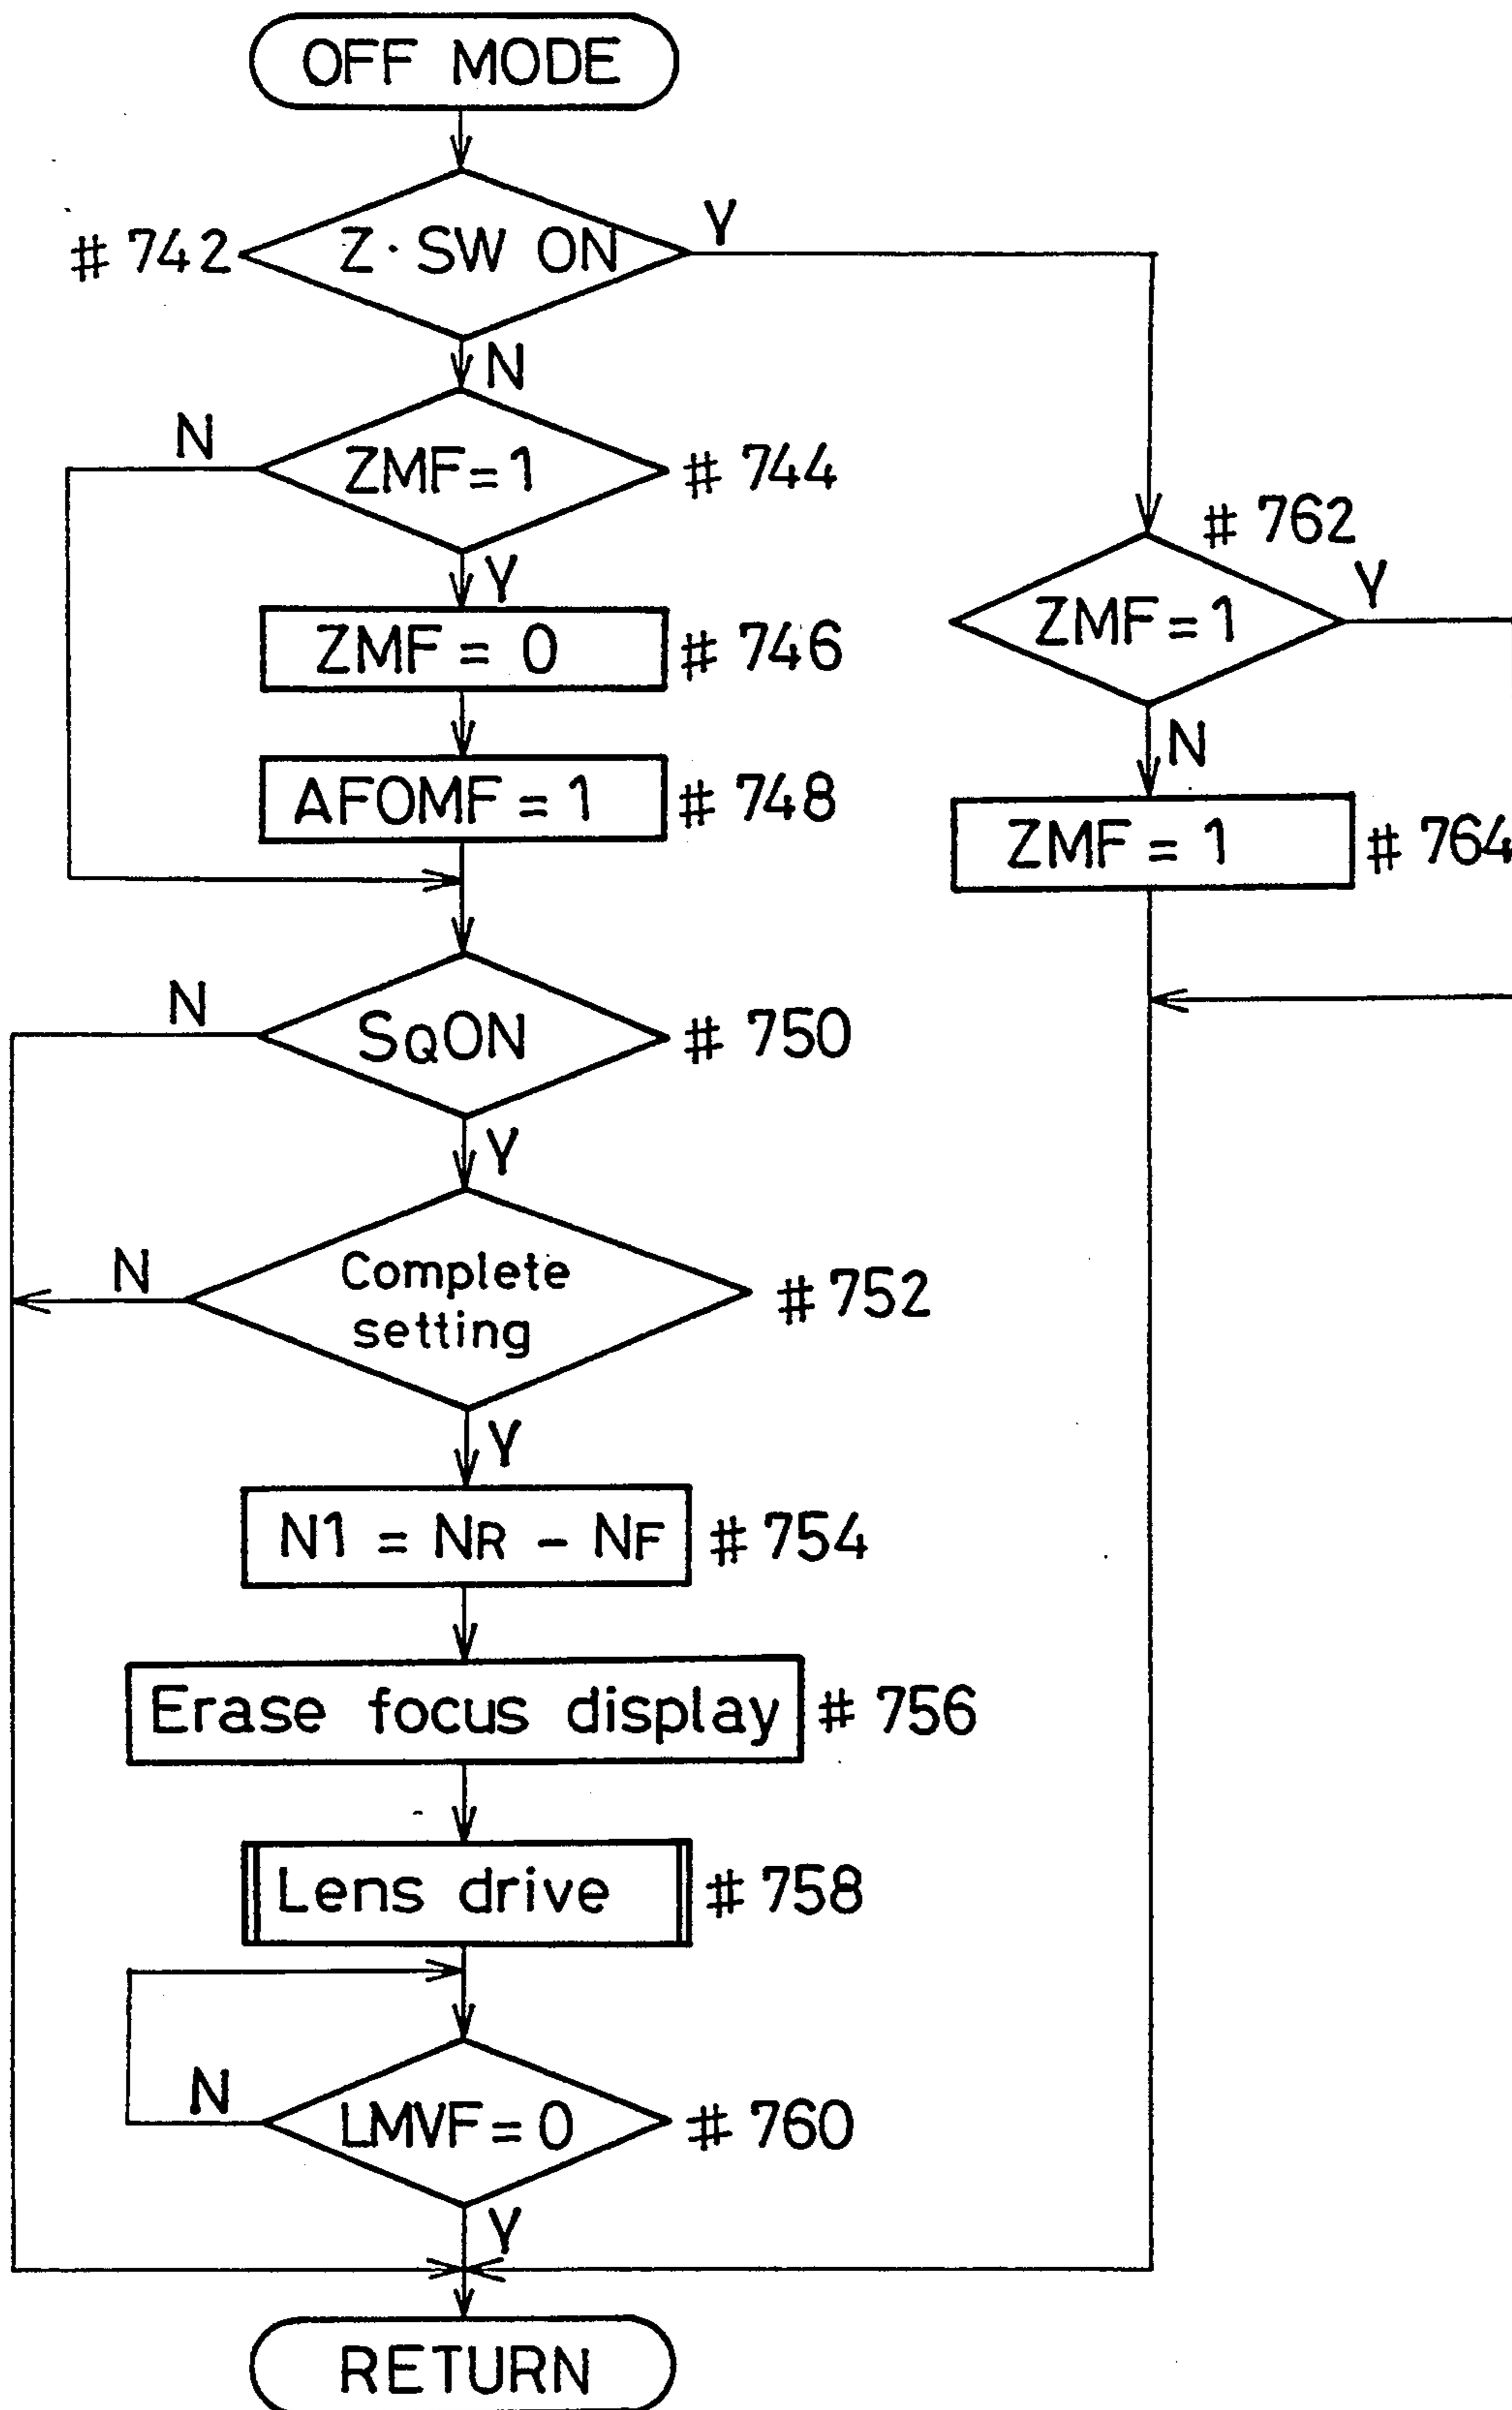 OFF MODE
# 742
Z·SW ON
Y
N
N
ZMF=1
# 744
Y
ZMF = 0
# 746
AFOMF = 1
# 748
# 762
Y
ZMF=1
N
ZMF = 1
# 764
N
SQON
# 750
Y
N
Complete
setting
# 752
Y
N1 = NR - NF
# 754
Erase focus display
# 756
Lens drive
# 758
N
LMVF=0
# 760
Y
RETURN